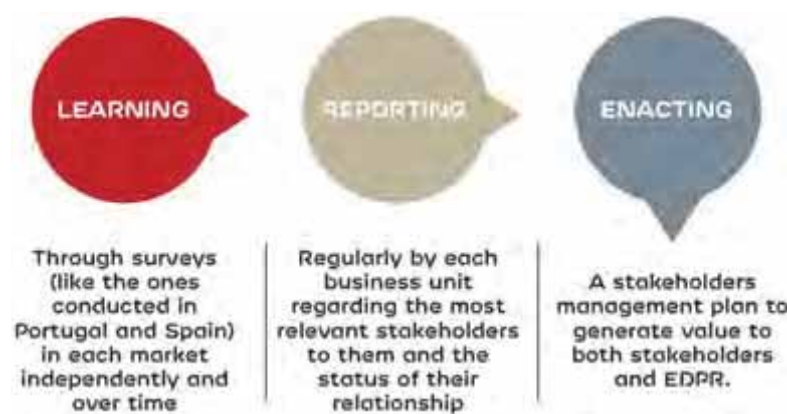 LEARNING
REPORTING
ENACTING
Through surveys
(like the ones
conducted in
Portugal and Spain)
in each market
independently and
over time
Regularly by each
business unit
regarding the most
relevant stakeholders
to them and the
status of their
relationship
A stakeholders
management plan to
generate value to
both stakeholders
and EDPR.